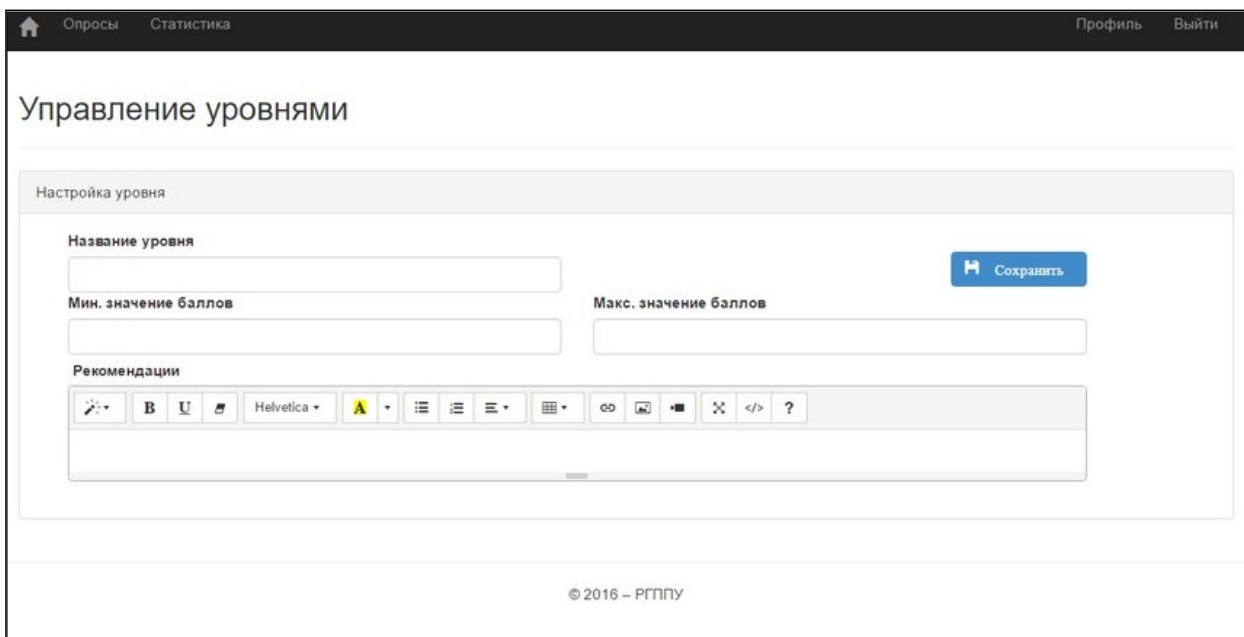 Опросы Статистика Профиль Выйти
Управление уровнями
Настройка уровня
Название уровня
Сохранить
Мин. значение баллов Макс. значение баллов
Рекомендации
B U Helvetica A </> ?
© 2016 – РГППУ